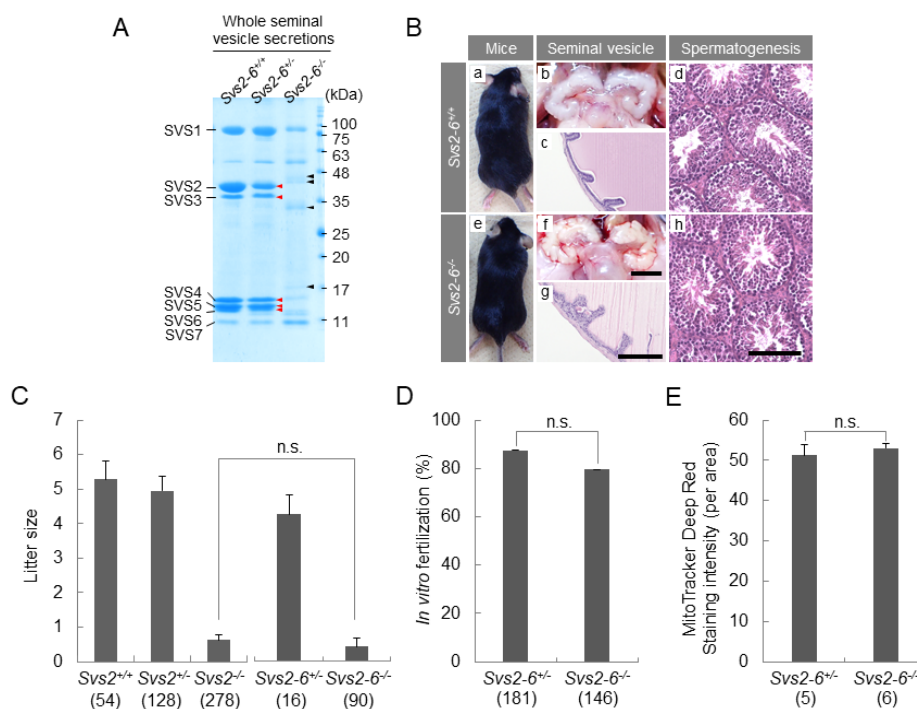 A
Whole seminal
vesicle secretions
Svs2-6+/+
Svs2-6+/-
Svs2-6-/-
(kDa)
SVS1
SVS2
SVS3
SVS4
SVS5
SVS6
SVS7
100
75
63
48
35
25
20
17
11
B
Mice
Seminal vesicle
Spermatogenesis
Svs2-6+/+
a
b
c
d
Svs2-6-/-
e
f
g
h
C
Litter size
7
6
5
4
3
2
1
0
n.s.
Svs2+/+
(54)
Svs2+/-
(128)
Svs2-/-
(278)
Svs2-6+/-
(16)
Svs2-6-/-
(90)
D
In vitro fertilization (%)
100
80
60
40
20
0
n.s.
Svs2-6+/-
(181)
Svs2-6-/-
(146)
E
MitoTracker Deep Red
Staining intensity (per area)
60
50
40
30
20
10
0
n.s.
Svs2-6+/-
(5)
Svs2-6-/-
(6)